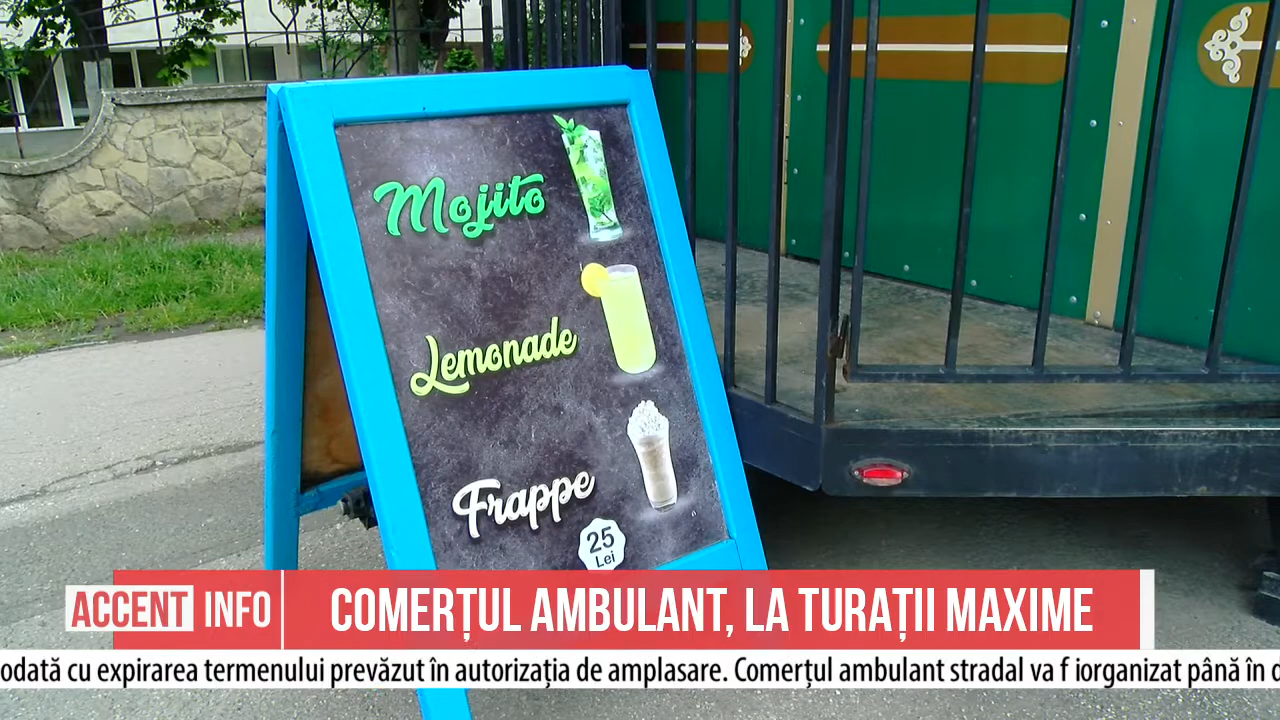 Mojito
Lemonade
Frappe
25
Lei
ACCENT INFO
COMERȚUL AMBULANT, LA TURAȚII MAXIME
odată cu expirarea termenului prevăzut în autorizația de amplasare. Comerțul ambulant stradal va f iorganizat până în d